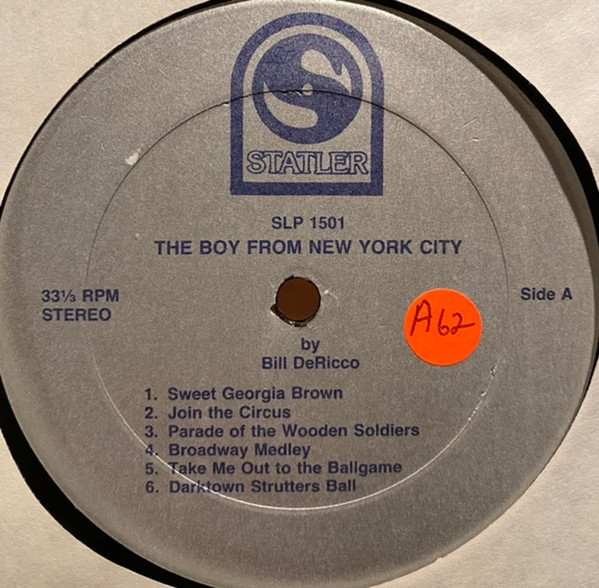 STATLER
SLP 1501
THE BOY FROM NEW YORK CITY
33⅓ RPM
STEREO
Side A
A62
by
Bill DeRicco
1. Sweet Georgia Brown
2. Join the Circus
3. Parade of the Wooden Soldiers
4. Broadway Medley
5. Take Me Out to the Ballgame
6. Darktown Strutters Ball